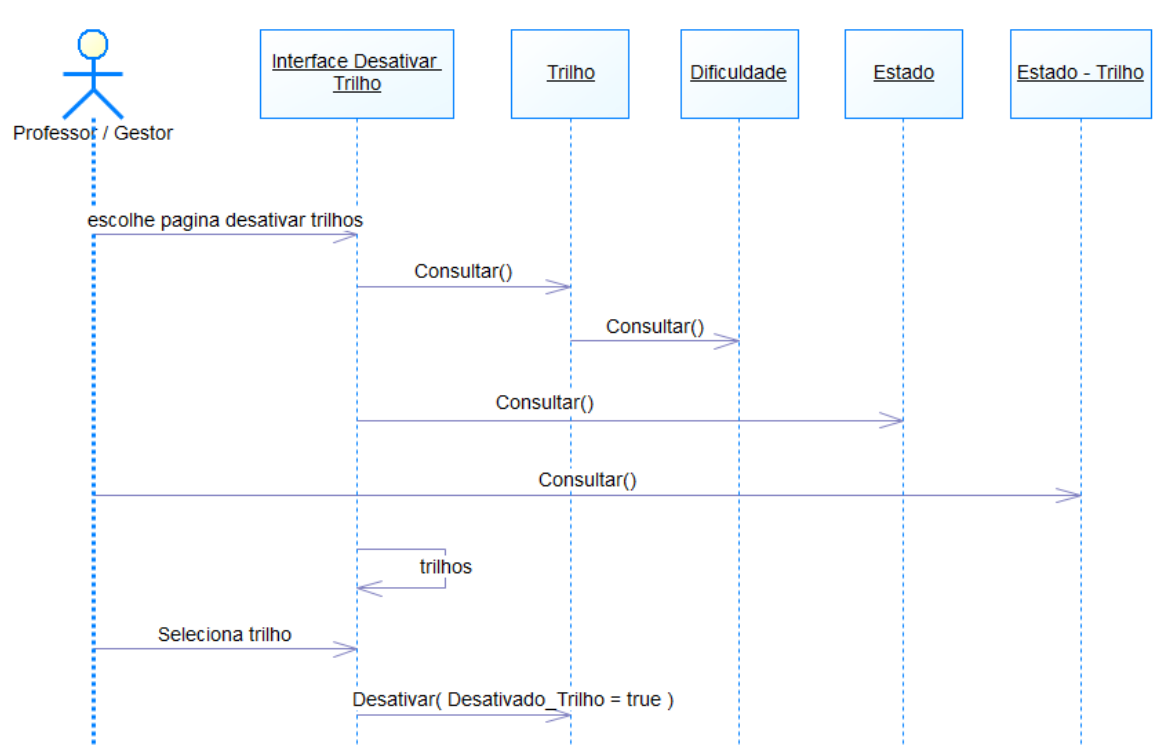 Interface Desativar
Trilho
Trilho
Dificuldade
Estado
Estado - Trilho
Professor / Gestor
escolhe pagina desativar trilhos
Consultar()
Consultar()
Consultar()
Consultar()
trilhos
Seleciona trilho
Desativar( Desativado_Trilho = true )